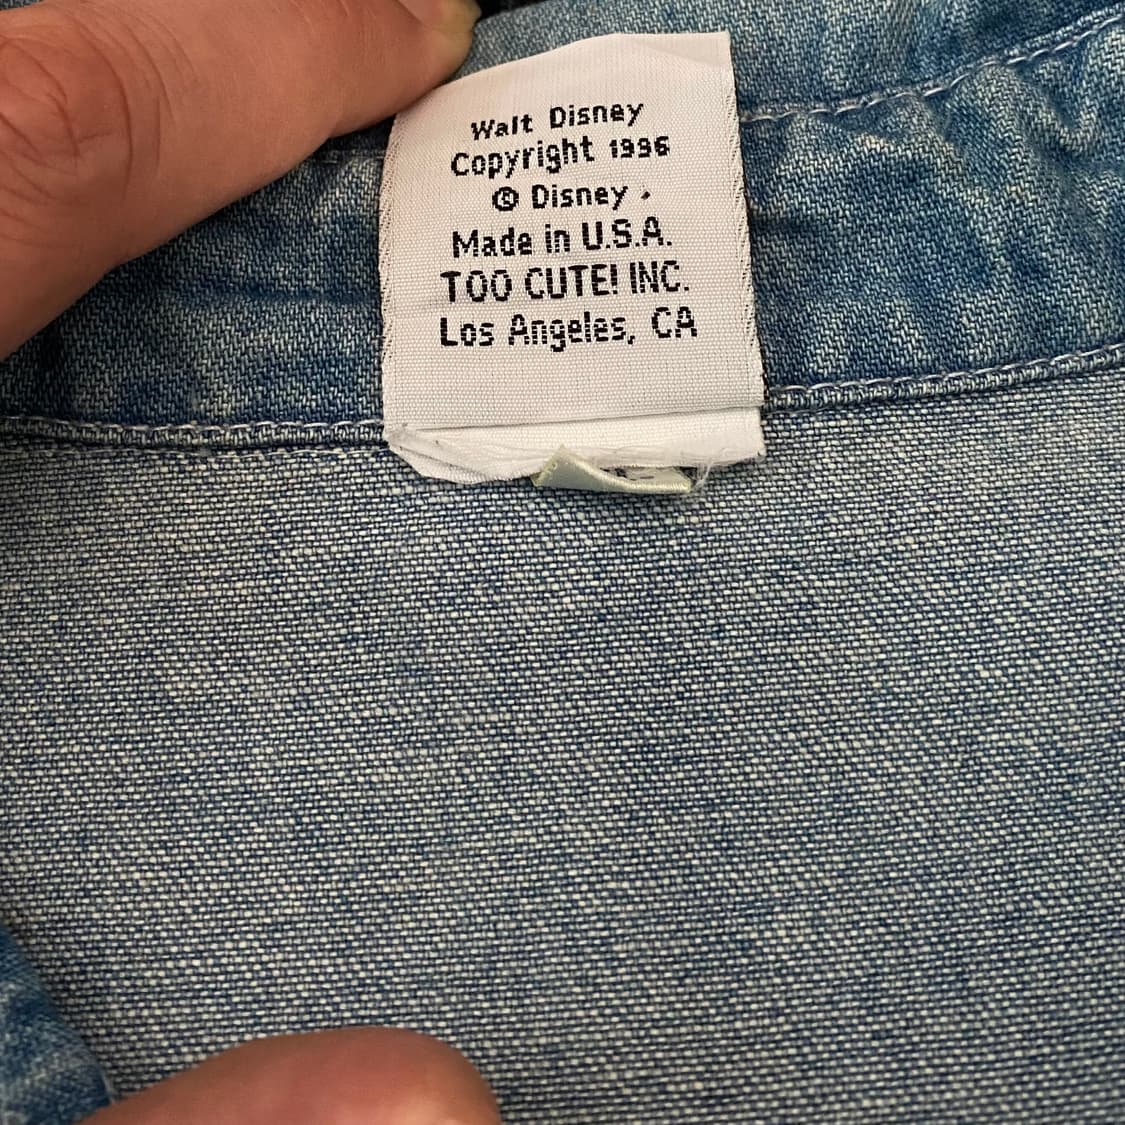 Walt Disney
Copyright 1996
® Disney .
Made in U.S.A.
TOO CUTE! INC.
Los Angeles, CA